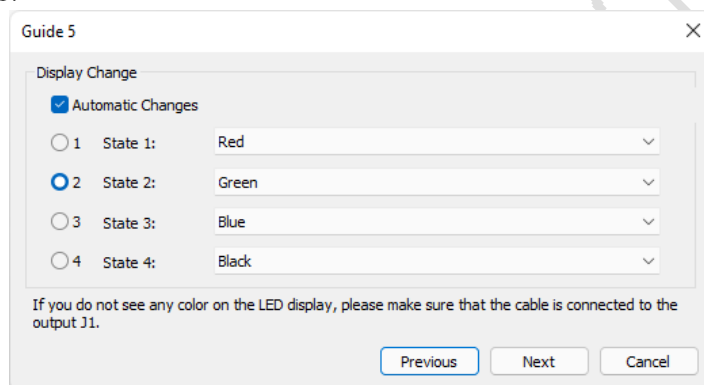 Guide 5
Display Change
Automatic Changes
1 State 1: Red
2 State 2: Green
3 State 3: Blue
4 State 4: Black
If you do not see any color on the LED display, please make sure that the cable is connected to the
output J1.
Previous Next Cancel